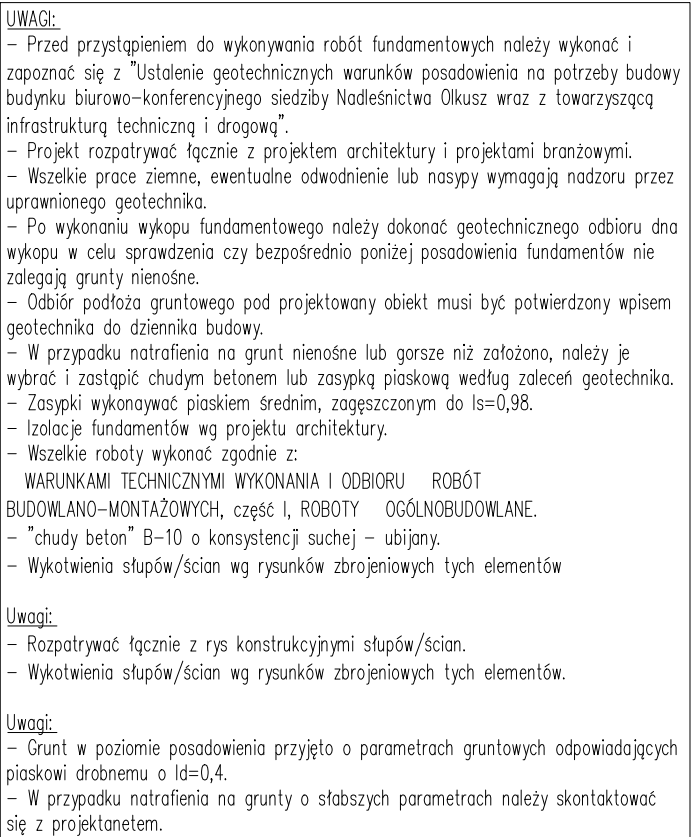 UWAGI:
– Przed przystąpieniem do wykonywania robót fundamentowych należy wykonać i
zapoznać się z "Ustalenie geotechnicznych warunków posadowienia na potrzeby budowy
budynku biurowo–konferencyjnego siedziby Nadleśnictwa Olkusz wraz z towarzyszącą
infrastrukturą techniczną i drogową".
– Projekt rozpatrywać łącznie z projektem architektury i projektami branżowymi.
– Wszelkie prace ziemne, ewentualne odwodnienie lub nasypy wymagają nadzoru przez
uprawnionego geotechnika.
– Po wykonaniu wykopu fundamentowego należy dokonać geotechnicznego odbioru dna
wykopu w celu sprawdzenia czy bezpośrednio poniżej posadowienia fundamentów nie
zalegają grunty nienośne.
– Odbiór podłoża gruntowego pod projektowany obiekt musi być potwierdzony wpisem
geotechnika do dziennika budowy.
– W przypadku natrafienia na grunt nienośne lub gorsze niż założono, należy je
wybrać i zastąpić chudym betonem lub zasypką piaskową według zaleceń geotechnika.
– Zasypki wykonaywać piaskiem średnim, zagęszczonym do Is=0,98.
– Izolacje fundamentów wg projektu architektury.
– Wszelkie roboty wykonać zgodnie z:
WARUNKAMI TECHNICZNYMI WYKONANIA I ODBIORU ROBÓT
BUDOWLANO–MONTAŻOWYCH, część I, ROBOTY OGÓLNOBUDOWLANE.
– "chudy beton" B–10 o konsystencji suchej – ubijany.
– Wykotwienia słupów/ścian wg rysunków zbrojeniowych tych elementów
Uwagi:
– Rozpatrywać łącznie z rys konstrukcyjnymi słupów/ścian.
– Wykotwienia słupów/ścian wg rysunków zbrojeniowych tych elementów.
Uwagi:
– Grunt w poziomie posadowienia przyjęto o parametrach gruntowych odpowiadających
piaskowi drobnemu o Id=0,4.
– W przypadku natrafienia na grunty o słabszych parametrach należy skontaktować
się z projektanetem.